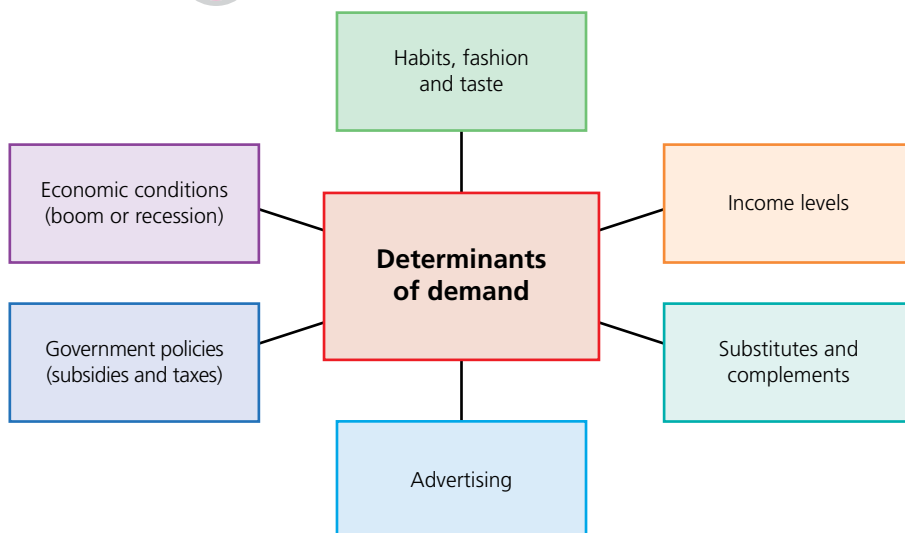 Habits, fashion
and taste
Economic conditions
(boom or recession)
Income levels
Determinants
of demand
Government policies
(subsidies and taxes)
Substitutes and
complements
Advertising